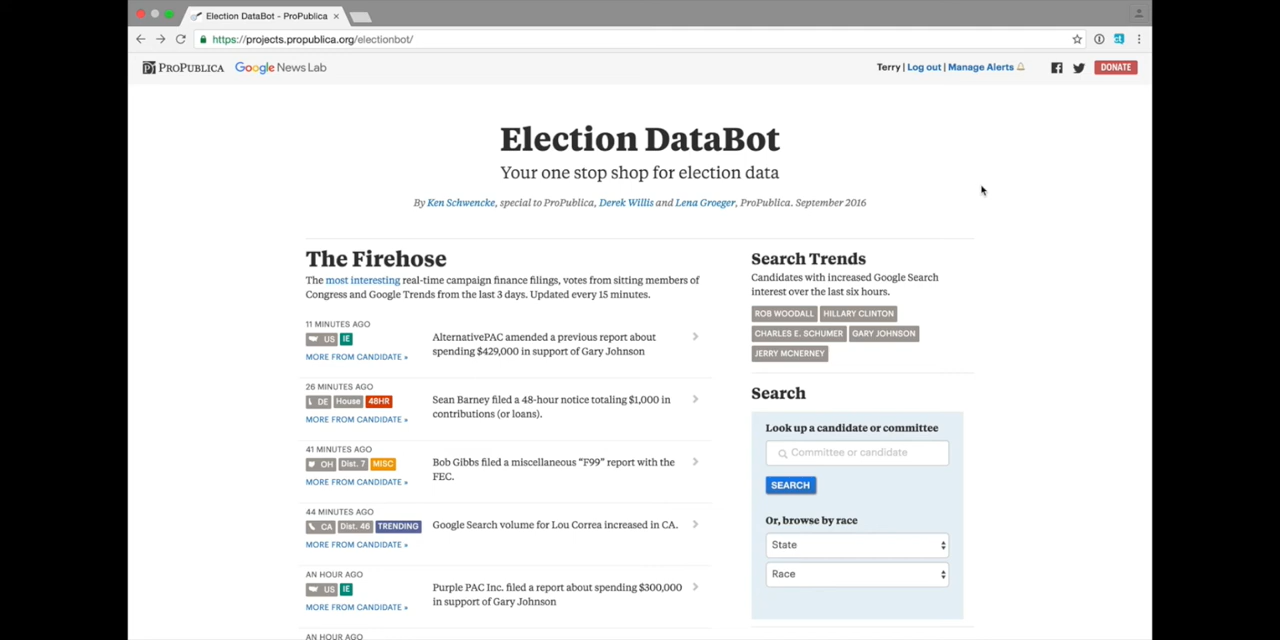 Election DataBot - ProPublica
https://projects.propublica.org/electionbot/
PROPUBLICA Google News Lab
Terry | Log out | Manage Alerts
DONATE
Election DataBot
Your one stop shop for election data
By Ken Schwencke, special to ProPublica, Derek Willis and Lena Groeger, ProPublica. September 2016
The Firehose
The most interesting real-time campaign finance filings, votes from sitting members of
Congress and Google Trends from the last 3 days. Updated every 15 minutes.
11 MINUTES AGO
US IE
MORE FROM CANDIDATE »
AlternativePAC amended a previous report about
spending $429,000 in support of Gary Johnson
26 MINUTES AGO
DE House 48HR
MORE FROM CANDIDATE »
Sean Barney filed a 48-hour notice totaling $1,000 in
contributions (or loans).
41 MINUTES AGO
OH Dist. 7 MISC
MORE FROM CANDIDATE »
Bob Gibbs filed a miscellaneous “F99” report with the
FEC.
44 MINUTES AGO
CA Dist. 46 TRENDING
MORE FROM CANDIDATE »
Google Search volume for Lou Correa increased in CA.
AN HOUR AGO
US IE
MORE FROM CANDIDATE »
Purple PAC Inc. filed a report about spending $300,000
in support of Gary Johnson
AN HOUR AGO
Search Trends
Candidates with increased Google Search
interest over the last six hours.
ROB WOODALL HILLARY CLINTON
CHARLES E. SCHUMER GARY JOHNSON
JERRY MCNERNEY
Search
Look up a candidate or committee
Committee or candidate
SEARCH
Or, browse by race
State
Race